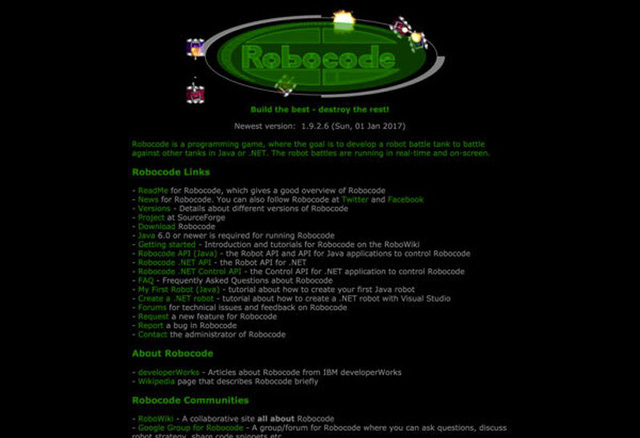 Robocode
Build the best - destroy the rest!
Newest version: 1.9.2.6 (Sun, 01 Jan 2017)
Robocode is a programming game, where the goal is to develop a robot battle tank to battle
against other tanks in Java or .NET. The robot battles are running in real-time and on-screen.
Robocode Links
- ReadMe for Robocode, which gives a good overview of Robocode
- News for Robocode. You can also follow Robocode at Twitter and Facebook
- Versions - Details about different versions of Robocode
- Project at SourceForge
- Download Robocode
- Java 6.0 or newer is required for running Robocode
- Getting started - Introduction and tutorials for Robocode on the RoboWiki
- Robocode API (Java) - the Robot API and API for Java applications to control Robocode
- Robocode .NET API - the Robot API for .NET
- Robocode .NET Control API - the Control API for .NET application to control Robocode
- FAQ - Frequently Asked Questions about Robocode
- My First Robot (Java) - tutorial about how to create your first Java robot
- Create a .NET robot - tutorial about how to create a .NET robot with Visual Studio
- Forums for technical issues and feedback on Robocode
- Request a new feature for Robocode
- Report a bug in Robocode
- Contact the administrator of Robocode
About Robocode
- developerWorks - Articles about Robocode from IBM developerWorks
- Wikipedia page that describes Robocode briefly
Robocode Communities
- RoboWiki - A collaborative site all about Robocode
- Google Group for Robocode - A group/forum for Robocode where you can ask questions, discuss
robot strategy, share code snippets etc.